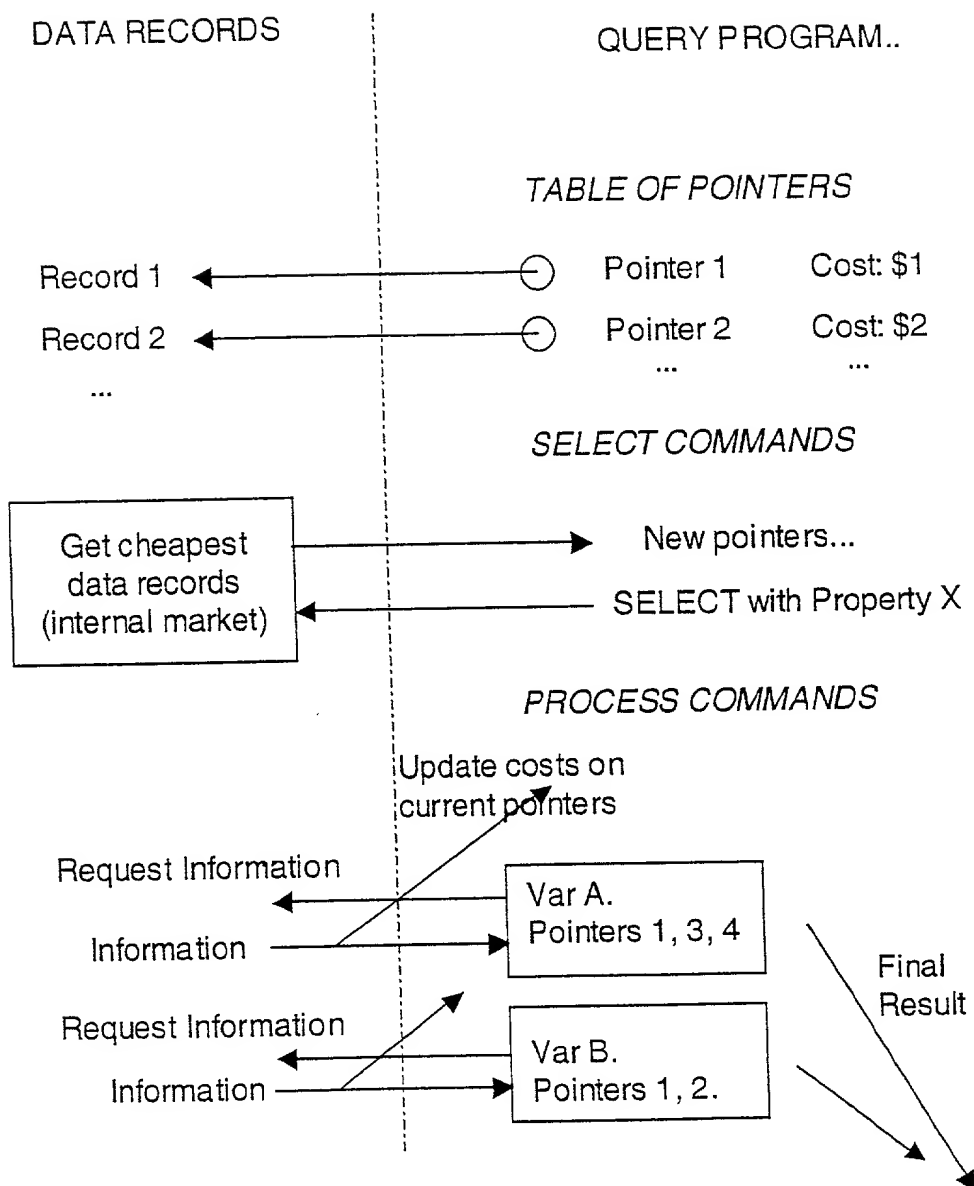 DATA RECORDS
QUERY PROGRAM..
TABLE OF POINTERS
Record 1
Pointer 1
Cost: $1
Record 2
Pointer 2
Cost: $2
...
...
...
SELECT COMMANDS
Get cheapest
data records
(internal market)
New pointers...
SELECT with Property X
PROCESS COMMANDS
Update costs on
current pointers
Request Information
Var A.
Pointers 1, 3, 4
Information
Final
Result
Request Information
Var B.
Pointers 1, 2.
Information